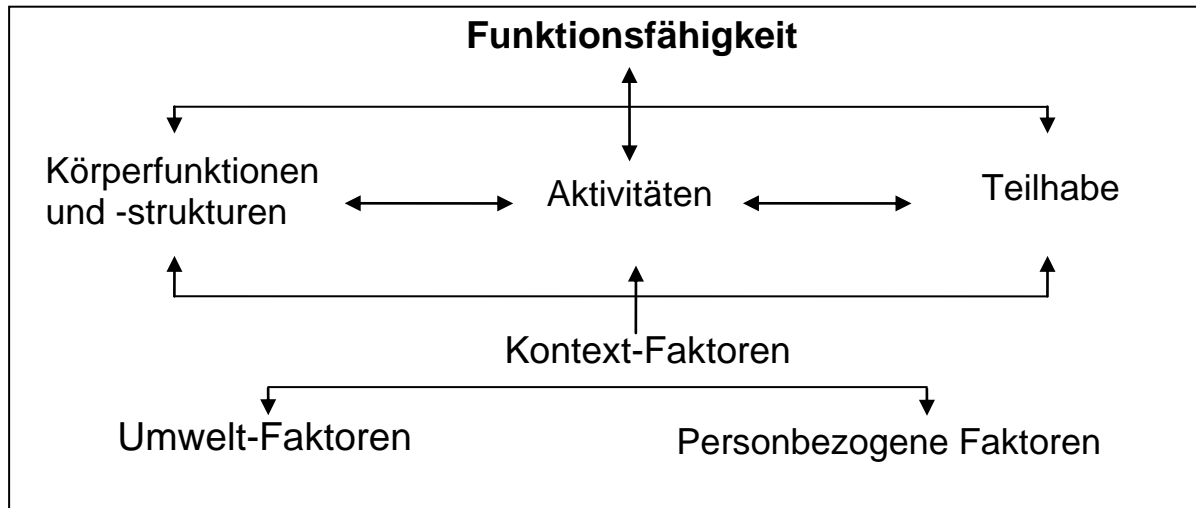 Funktionsfähigkeit
Körperfunktionen
und -strukturen
Aktivitäten
Teilhabe
Kontext-Faktoren
Umwelt-Faktoren
Personbezogene Faktoren